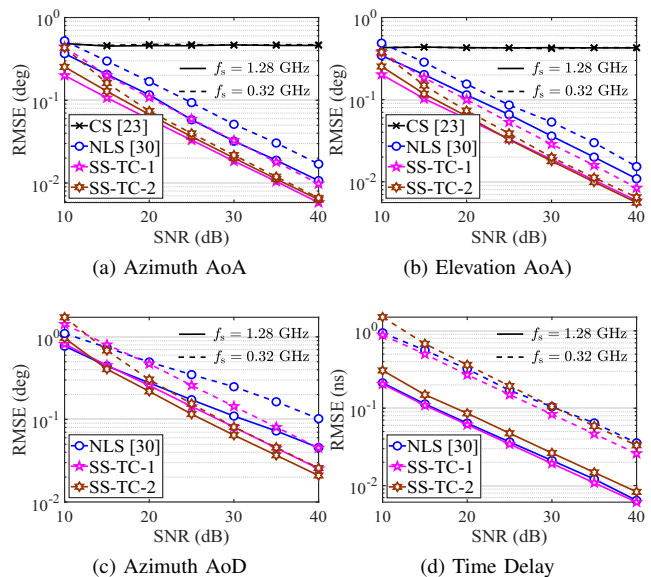 10^0
10^-1
10^-2
RMSE (deg)
f_s = 1.28 GHz
f_s = 0.32 GHz
CS [23]
NLS [30]
SS-TC-1
SS-TC-2
10 20 30 40
SNR (dB)
(a) Azimuth AoA
10^0
10^-1
10^-2
RMSE (deg)
f_s = 1.28 GHz
f_s = 0.32 GHz
CS [23]
NLS [30]
SS-TC-1
SS-TC-2
10 20 30 40
SNR (dB)
(b) Elevation AoA)
10^0
10^-1
10^-2
RMSE (deg)
f_s = 1.28 GHz
f_s = 0.32 GHz
NLS [30]
SS-TC-1
SS-TC-2
10 20 30 40
SNR (dB)
(c) Azimuth AoD
10^0
10^-1
10^-2
RMSE (ns)
f_s = 1.28 GHz
f_s = 0.32 GHz
NLS [30]
SS-TC-1
SS-TC-2
10 20 30 40
SNR (dB)
(d) Time Delay